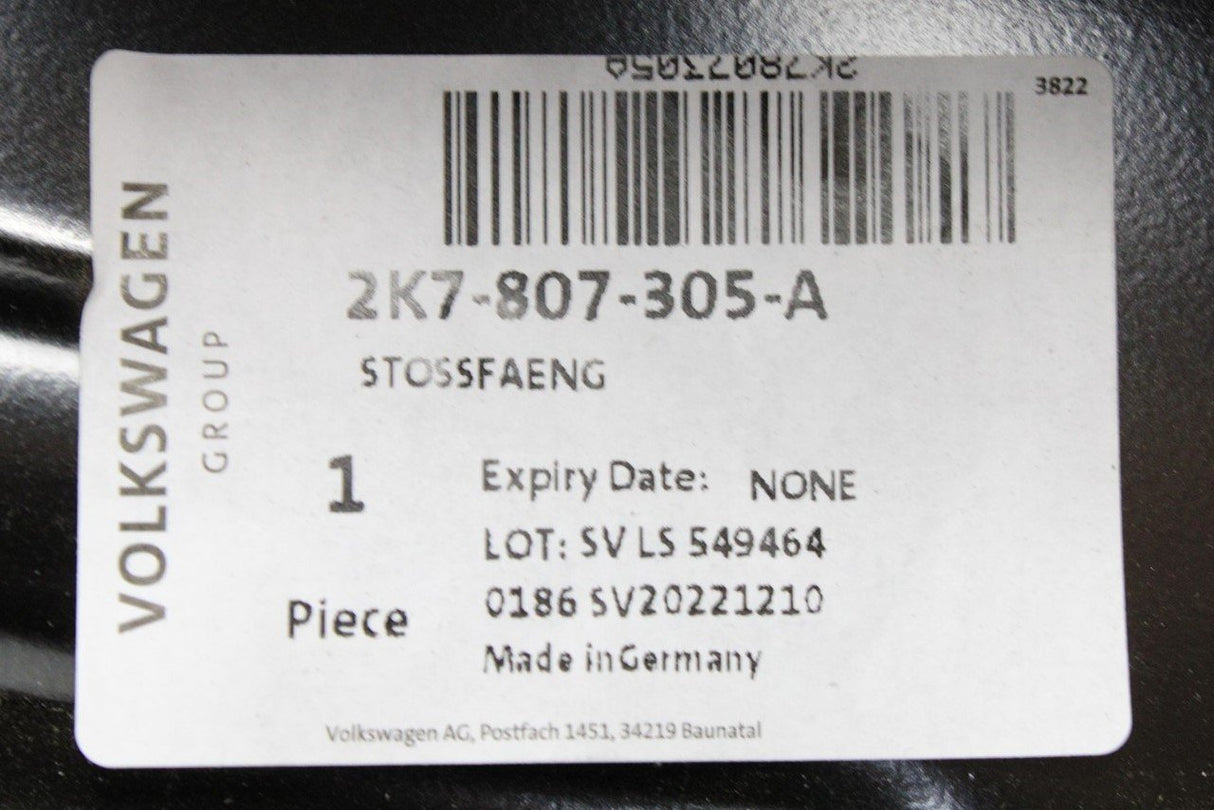 2K7807305A
3822
VOLKSWAGEN
GROUP
2K7-807-305-A
STOSSFAENG
1
Piece
Expiry Date: NONE
LOT: SV LS 549464
0186 SV20221210
Made in Germany
Volkswagen AG, Postfach 1451, 34219 Baunatal